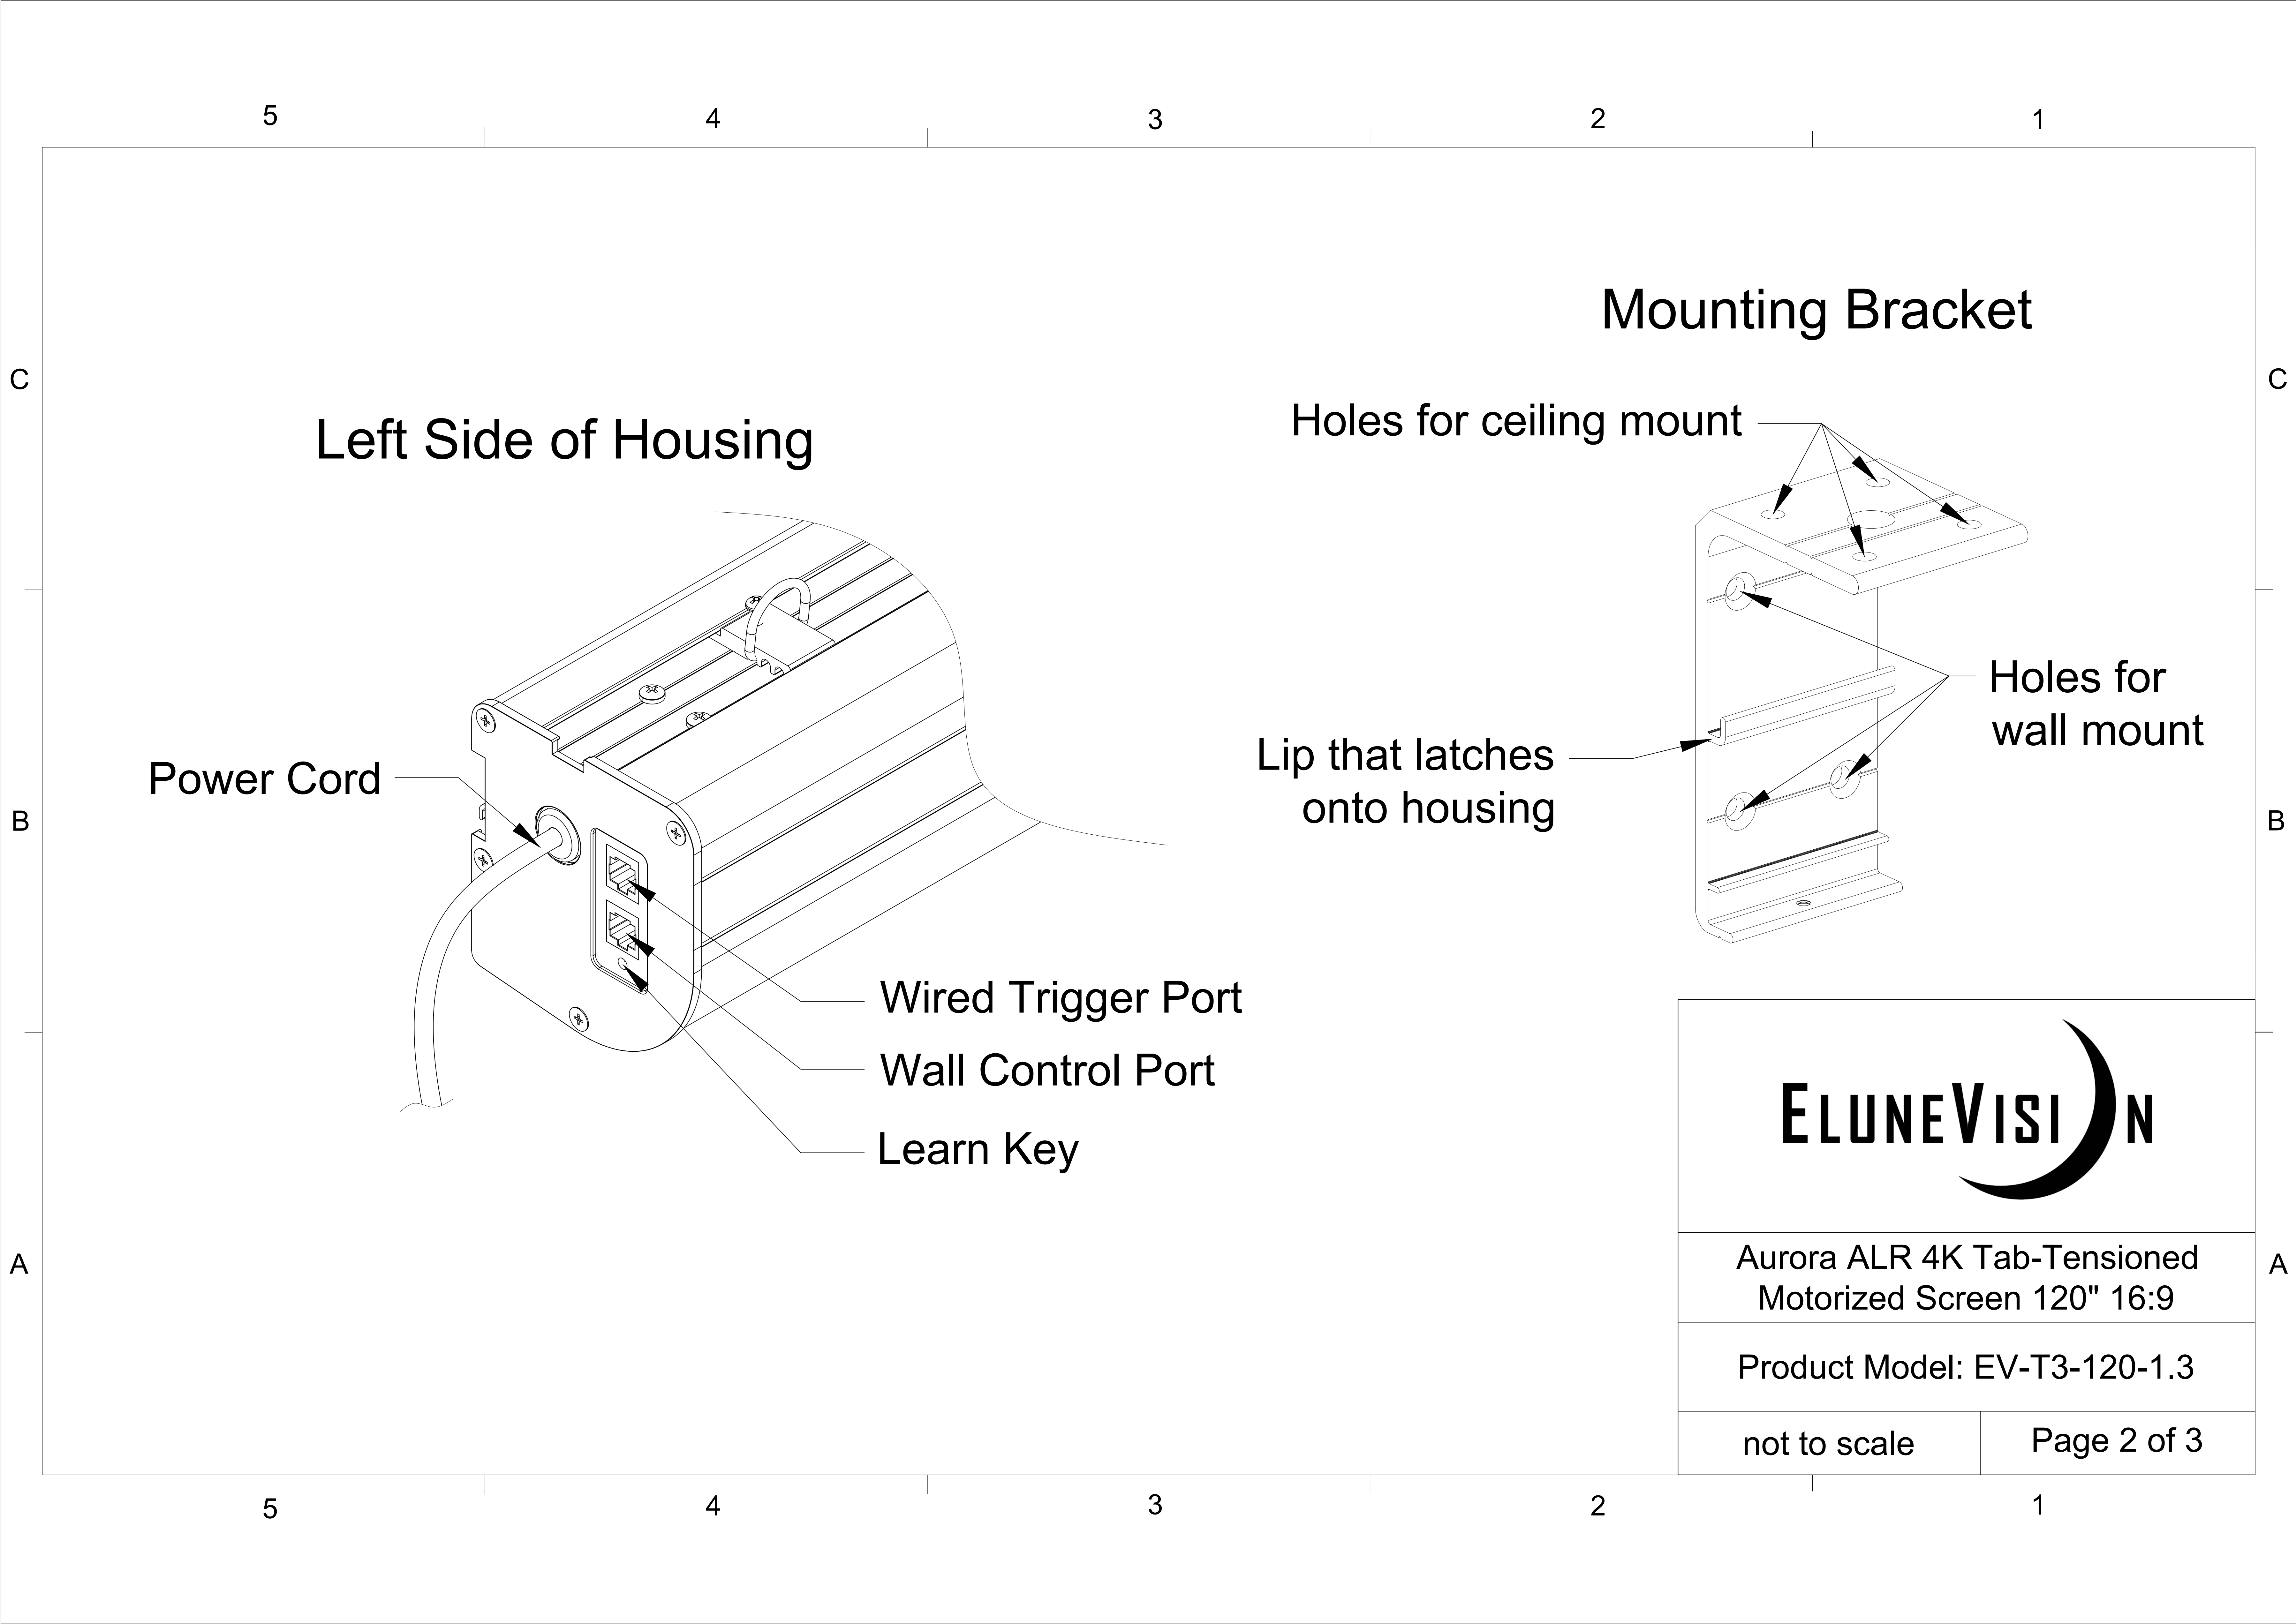 5 4 3 2 1
Mounting Bracket
C
C
Holes for ceiling mount
Left Side of Housing
Holes for
wall mount
Lip that latches
onto housing
Power Cord
B
B
Wired Trigger Port
Wall Control Port
Learn Key
ELUNEVISION
A
A
Aurora ALR 4K Tab-Tensioned
Motorized Screen 120" 16:9
Product Model: EV-T3-120-1.3
not to scale
Page 2 of 3
5 4 3 2 1